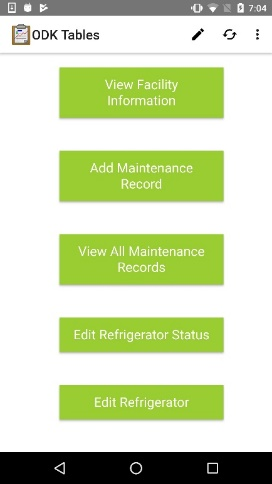 7:04
ODK Tables
View Facility
Information
Add Maintenance
Record
View All Maintenance
Records
Edit Refrigerator Status
Edit Refrigerator